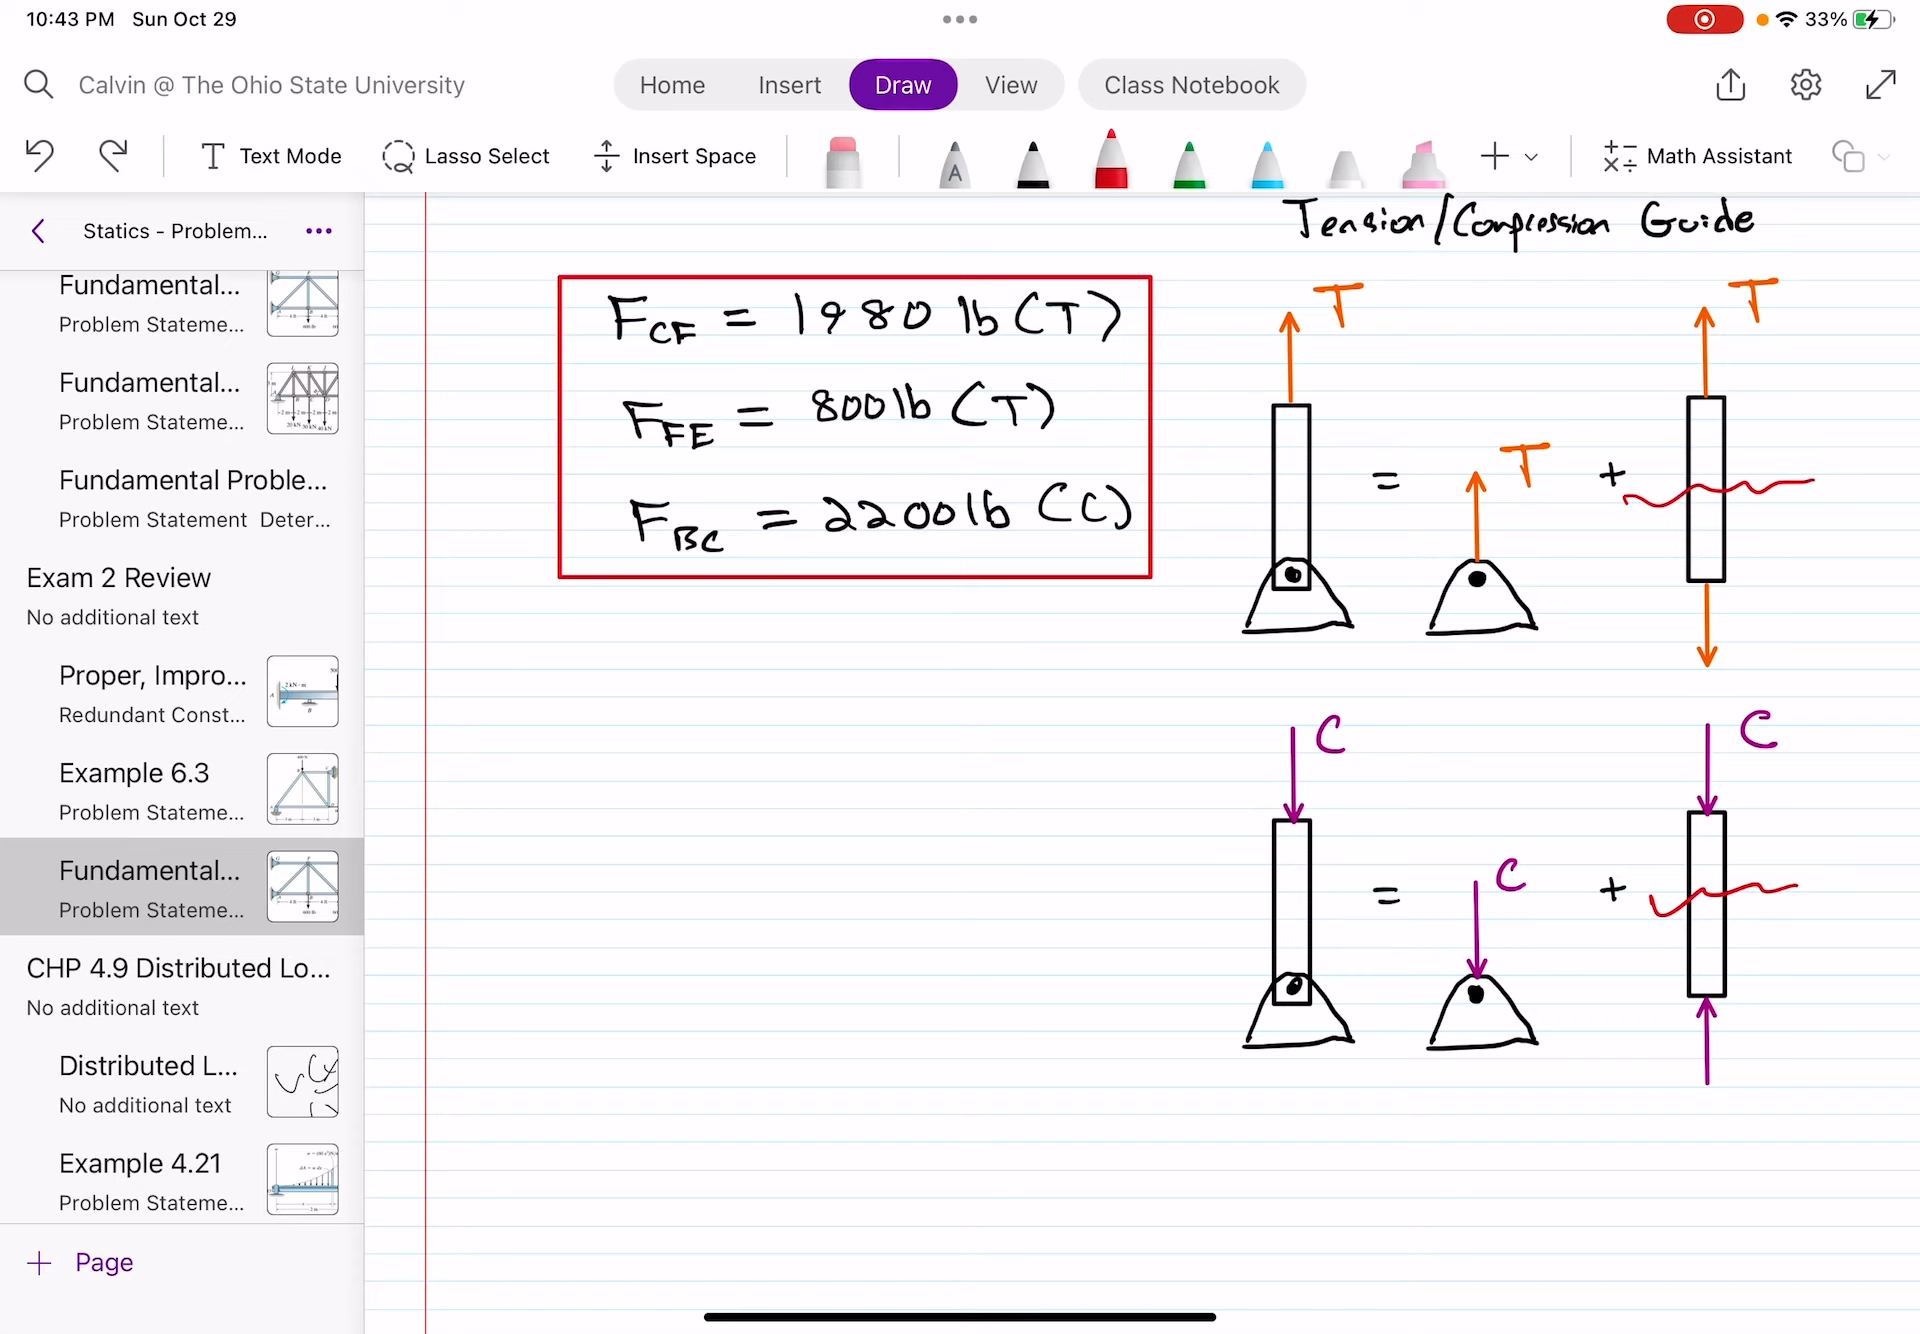 10:43 PM Sun Oct 29
33%
Calvin @ The Ohio State University
Home Insert Draw View Class Notebook
Text Mode Lasso Select Insert Space A Math Assistant
Statics - Problem...
Fundamental...
Problem Stateme...
Fundamental...
Problem Stateme...
Fundamental Proble...
Problem Statement Deter...
Exam 2 Review
No additional text
Proper, Impro...
Redundant Const...
Example 6.3
Problem Stateme...
Fundamental...
Problem Stateme...
CHP 4.9 Distributed Lo...
No additional text
Distributed L...
No additional text
Example 4.21
Problem Stateme...
+ Page
Tension/Compression Guide
F_CF = 1980 lb (T)
F_FE = 800 lb (T)
F_BC = 2200 lb (C)
T T
= T +
C C
= C +